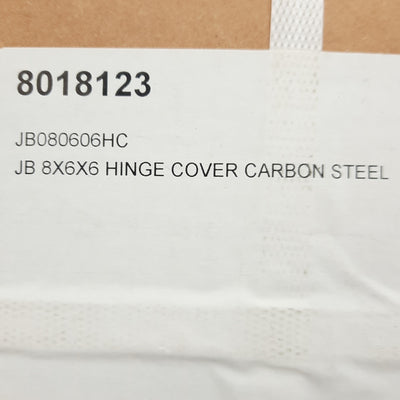 8018123
JB080606HC
JB 8X6X6 HINGE COVER CARBON STEEL